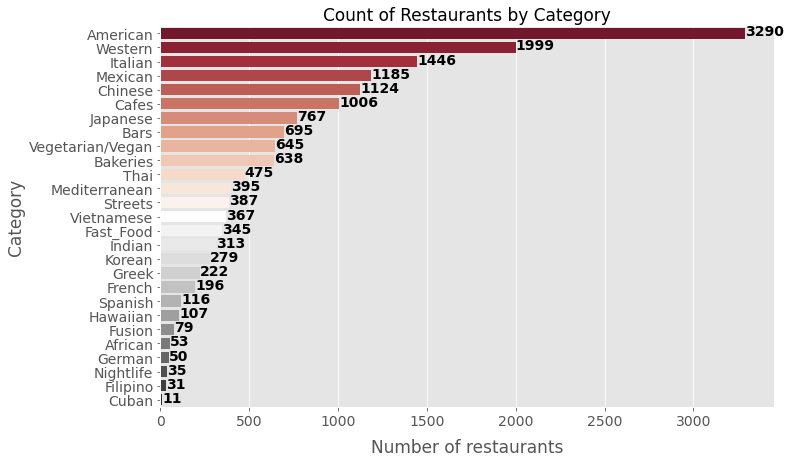 Count of Restaurants by Category
American 3290
Western 1999
Italian 1446
Mexican 1185
Chinese 1124
Cafes 1006
Japanese 767
Bars 695
Vegetarian/Vegan 645
Bakeries 638
Thai 475
Mediterranean 395
Streets 387
Vietnamese 367
Fast_Food 345
Indian 313
Korean 279
Greek 222
French 196
Spanish 116
Hawaiian 107
Fusion 79
African 53
German 50
Nightlife 35
Filipino 31
Cuban 11
Category
0 500 1000 1500 2000 2500 3000
Number of restaurants